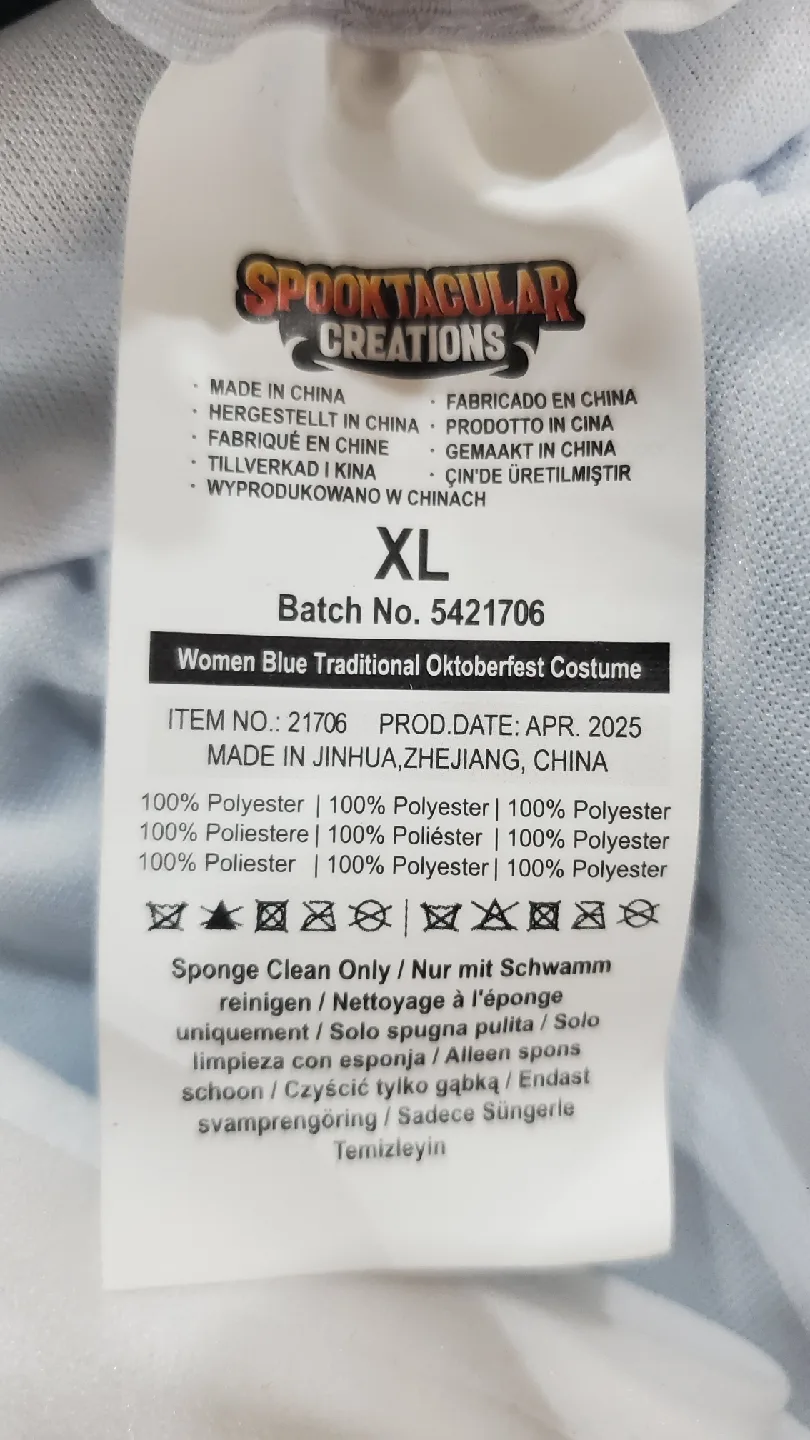 SPOOKTACULAR
CREATIONS
· MADE IN CHINA
· HERGESTELLT IN CHINA
· FABRIQUÉ EN CHINE
· TILLVERKAD I KINA
· WYPRODUKOWANO W CHINACH
· FABRICADO EN CHINA
· PRODOTTO IN CINA
· GEMAAKT IN CHINA
· ÇIN'DE ÜRETILMIŞTIR
XL
Batch No. 5421706
Women Blue Traditional Oktoberfest Costume
ITEM NO.: 21706 PROD.DATE: APR. 2025
MADE IN JINHUA,ZHEJIANG, CHINA
100% Polyester | 100% Polyester | 100% Polyester
100% Poliestere | 100% Poliéster | 100% Polyester
100% Poliester | 100% Polyester | 100% Polyester
Sponge Clean Only / Nur mit Schwamm
reinigen / Nettoyage à l'éponge
uniquement / Solo spugna pulita / Solo
limpieza con esponja / Alleen spons
schoon / Czyścić tylko gąbką / Endast
svamprengöring / Sadece Süngerle
Temizleyin